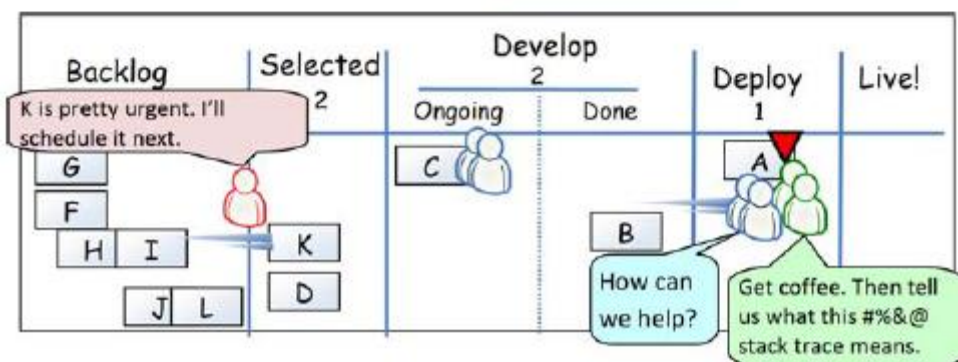 Backlog
Selected
2
Develop
2
Ongoing
Done
Deploy
1
Live!
K is pretty urgent. I'll
schedule it next.
G
F
H I
J L
K
D
C
B
A
How can
we help?
Get coffee. Then tell
us what this #%&@
stack trace means.